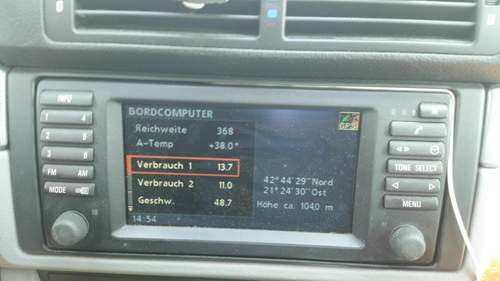 INFO
1 4
2 5
3 6
FM AM
MODE
BORDCOMPUTER
GPS
Reichweite 368
A-Temp +38.0°
Verbrauch 1 13.7
Verbrauch 2 11.0
Geschw. 48.7
42°44'29"Nord
21°24'30"Ost
Höhe ca. 1040 m
14:54
TONE SELECT
MENU